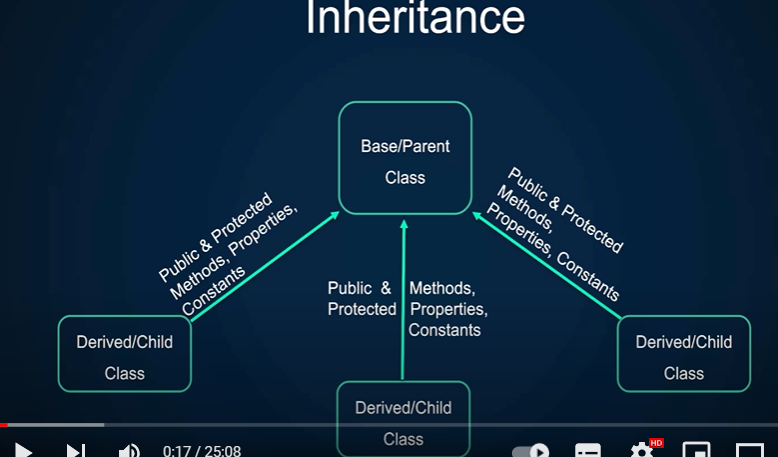 Inheritance
Base/Parent
Class
Public & Protected
Methods, Properties,
Constants
Public & Methods,
Protected Properties,
Constants
Public & Protected
Methods,
Properties, Constants
Derived/Child
Class
Derived/Child
Class
Derived/Child
Class
0:17 / 25:08
HD